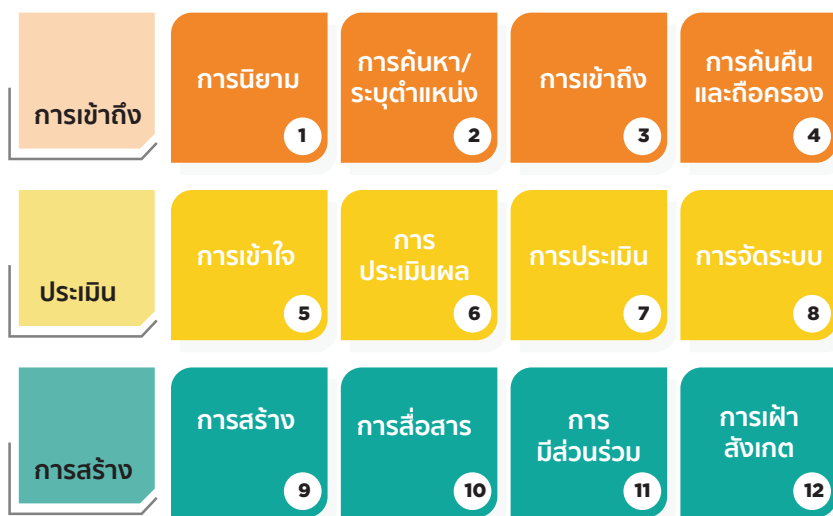 การเข้าถึง
การนิยาม
1
การค้นหา/
ระบุตำแหน่ง
2
การเข้าถึง
3
การค้นคืน
และถือครอง
4
ประเมิน
การเข้าใจ
5
การ
ประเมินผล
6
การประเมิน
7
การจัดระบบ
8
การสร้าง
การสร้าง
9
การสื่อสาร
10
การ
มีส่วนร่วม
11
การเฝ้า
สังเกต
12